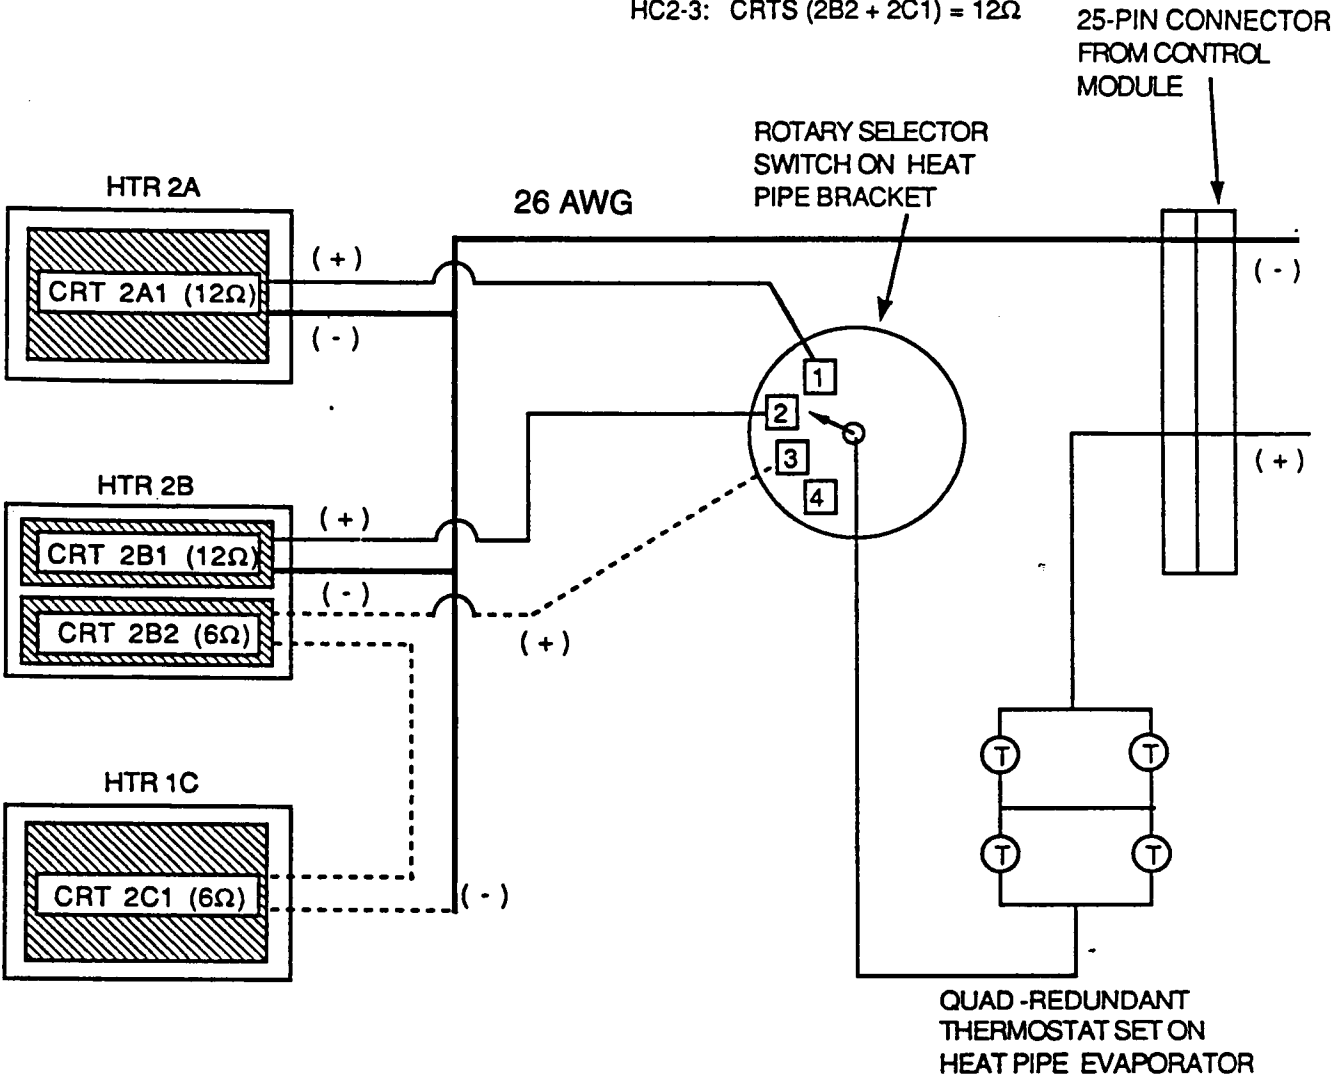 HC2-3: CRTS (2B2 + 2C1) = 12Ω
25-PIN CONNECTOR
FROM CONTROL
MODULE
ROTARY SELECTOR
SWITCH ON HEAT
PIPE BRACKET
HTR 2A
26 AWG
(+)
CRT 2A1 (12Ω)
(-)
(-)
1
2
3
4
(+)
HTR 2B
(+)
CRT 2B1 (12Ω)
(-)
CRT 2B2 (6Ω)
(+)
T
T
T
T
HTR 1C
CRT 2C1 (6Ω)
(-)
QUAD-REDUNDANT
THERMOSTAT SET ON
HEAT PIPE EVAPORATOR